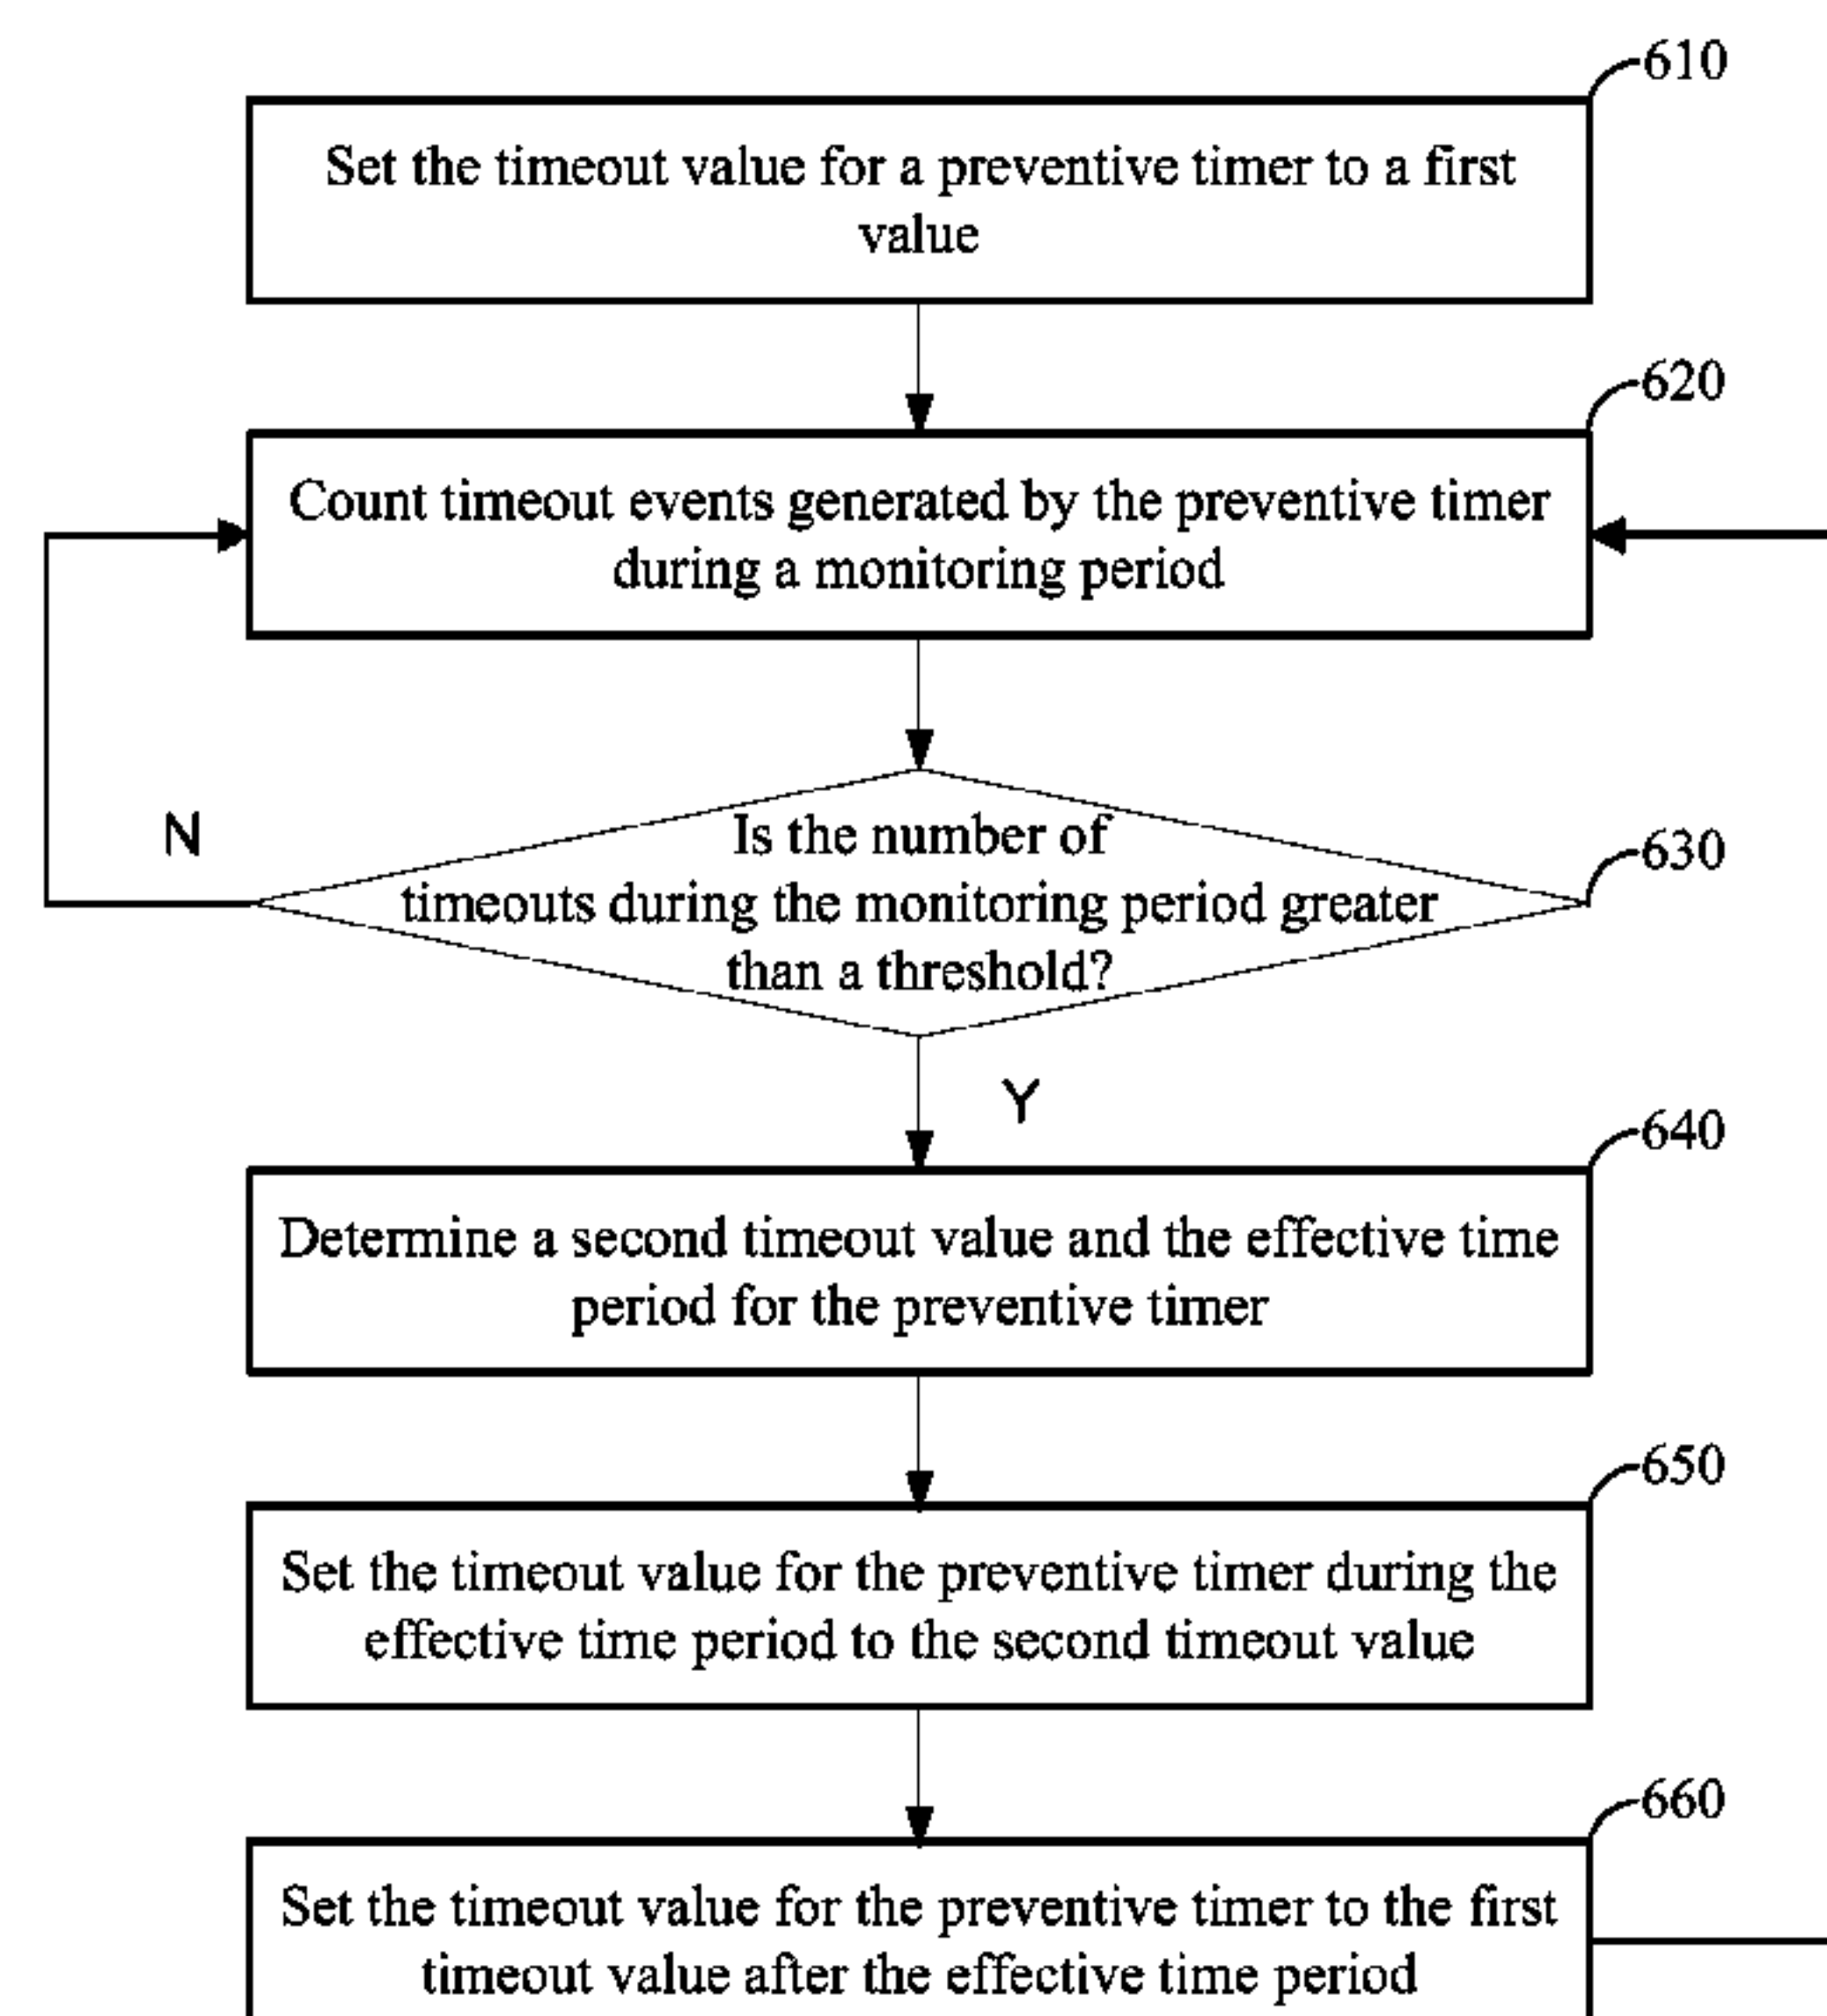 610
Set the timeout value for a preventive timer to a first
value
620
Count timeout events generated by the preventive timer
during a monitoring period
N
Is the number of
timeouts during the monitoring period greater
than a threshold?
630
Y
640
Determine a second timeout value and the effective time
period for the preventive timer
650
Set the timeout value for the preventive timer during the
effective time period to the second timeout value
660
Set the timeout value for the preventive timer to the first
timeout value after the effective time period